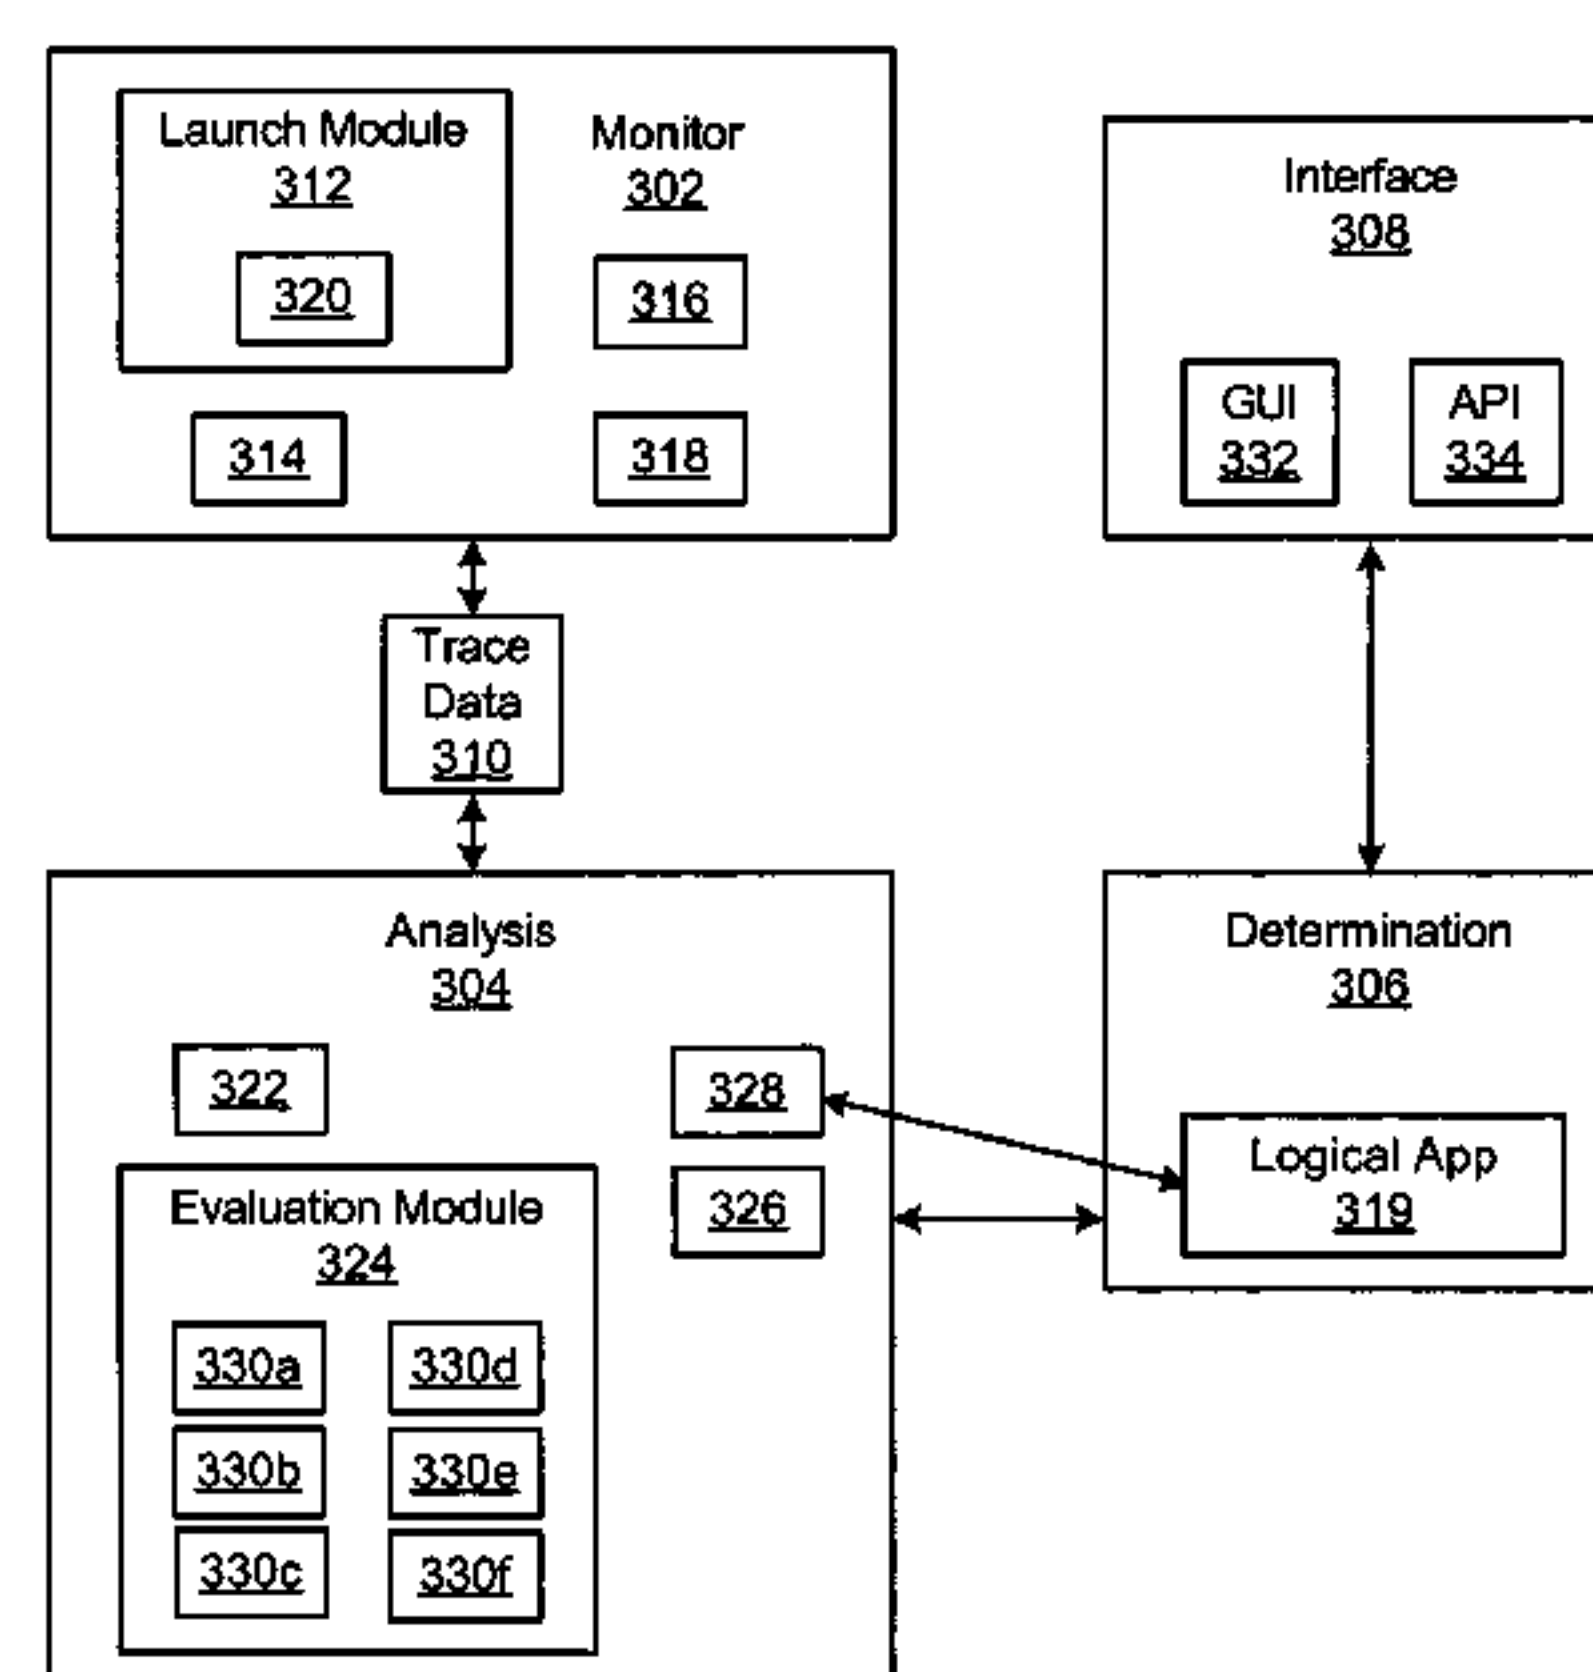 Launch Module
312
320
Monitor
302
316
314
318
Interface
308
GUI
332
API
334
Trace
Data
310
Analysis
304
322
328
326
Evaluation Module
324
330a
330d
330b
330e
330c
330f
Determination
306
Logical App
319